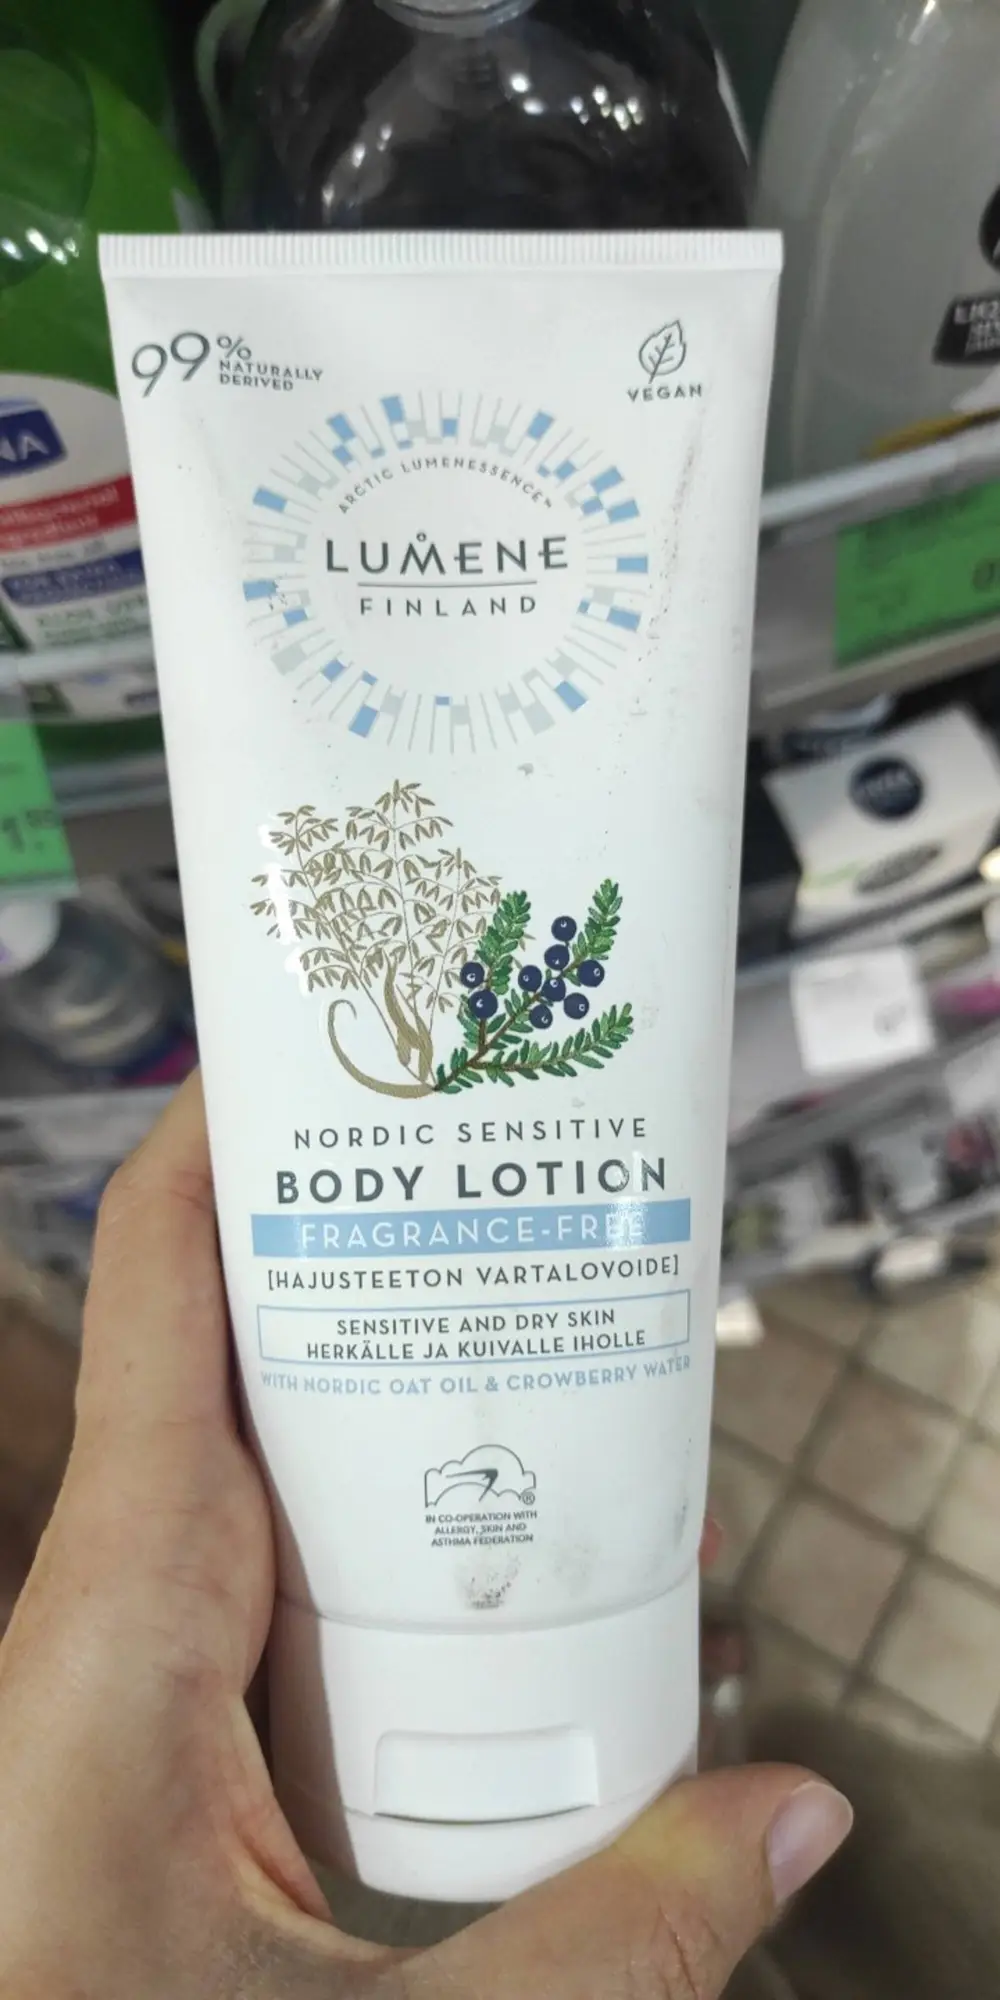 99% NATURALLY
DERIVED
VEGAN
ARCTIC LUMENESSENCE™
LUMENE
FINLAND
NORDIC SENSITIVE
BODY LOTION
FRAGRANCE-FREE
[HAJUSTEETON VARTALOVOIDE]
SENSITIVE AND DRY SKIN
HERKÄLLE JA KUIVALLE IHOLLE
WITH NORDIC OAT OIL & CROWBERRY WATER
IN CO-OPERATION WITH
ALLERGY, SKIN AND
ASTHMA FEDERATION